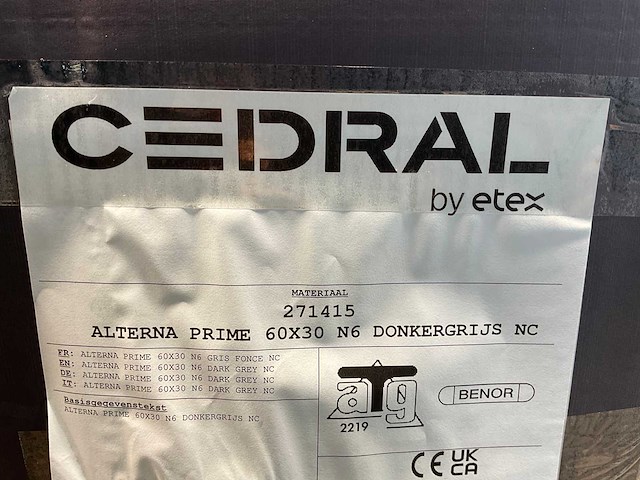 CEDRAL
by etex
MATERIAAL
271415
ALTERNA PRIME 60X30 N6 DONKERGRIJS NC
FR: ALTERNA PRIME 60X30 N6 GRIS FONCE NC
EN: ALTERNA PRIME 60X30 N6 DARK GREY NC
DE: ALTERNA PRIME 60X30 N6 DARK GREY NC
IT: ALTERNA PRIME 60X30 N6 DARK GREY NC
Basisgegevenstekst
ALTERNA PRIME 60X30 N6 DONKERGRIJS NC
aTg
2219
BENOR
CE UK
CA